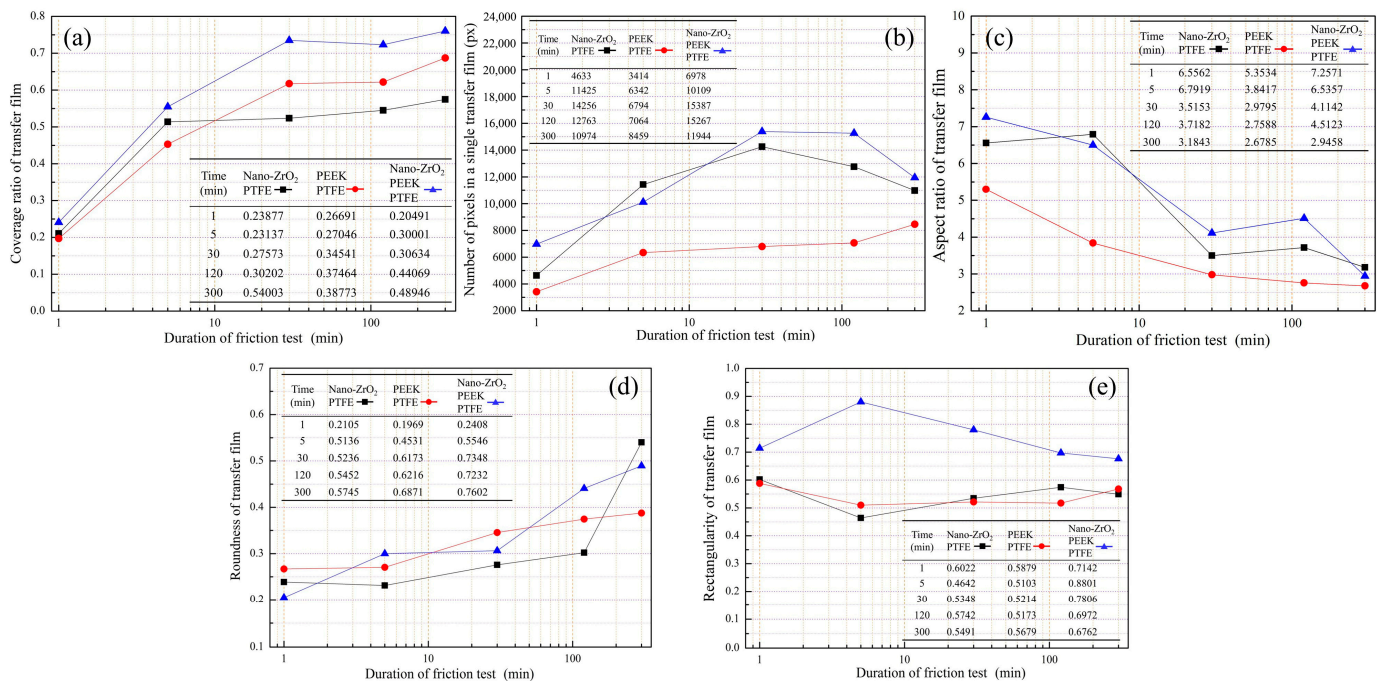 (a)
Coverage ratio of transfer film
0.8
0.7
0.6
0.5
0.4
0.3
0.2
0.1
0.0
Time Nano-ZrO₂ PEEK Nano-ZrO₂
(min) PTFE PTFE PEEK
PTFE
1 0.23877 0.26691 0.20491
5 0.23137 0.27046 0.30001
30 0.27573 0.34541 0.30634
120 0.30202 0.37464 0.44069
300 0.54003 0.38773 0.48946
1 10 100
Duration of friction test (min)
(b)
Number of pixels in a single transfer film (px)
24,000
22,000
20,000
18,000
16,000
14,000
12,000
10,000
8000
6000
4000
2000
Time Nano-ZrO₂ PEEK Nano-ZrO₂
(min) PTFE PTFE PEEK
PTFE
1 4633 3414 6978
5 11425 6342 10109
30 14256 6794 15387
120 12763 7064 15267
300 10974 8459 11944
1 10 100
Duration of friction test (min)
(c)
Aspect ratio of transfer film
10
9
8
7
6
5
4
3
2
Time Nano-ZrO₂ PEEK Nano-ZrO₂
(min) PTFE PTFE PEEK
PTFE
1 6.5562 5.3534 7.2571
5 6.7919 3.8417 6.5357
30 3.5153 2.9795 4.1142
120 3.7182 2.7588 4.5123
300 3.1843 2.6785 2.9458
1 10 100
Duration of friction test (min)
(d)
Roundness of transfer film
0.7
0.6
0.5
0.4
0.3
0.2
0.1
Time Nano-ZrO₂ PEEK Nano-ZrO₂
(min) PTFE PTFE PEEK
PTFE
1 0.2105 0.1969 0.2408
5 0.5136 0.4531 0.5546
30 0.5236 0.6173 0.7348
120 0.5452 0.6216 0.7232
300 0.5745 0.6871 0.7602
1 10 100
Duration of friction test (min)
(e)
Rectangularity of transfer film
1.0
0.9
0.8
0.7
0.6
0.5
0.4
0.3
0.2
0.1
0.0
Time Nano-ZrO₂ PEEK Nano-ZrO₂
(min) PTFE PTFE PEEK
PTFE
1 0.6022 0.5879 0.7142
5 0.4642 0.5103 0.8801
30 0.5348 0.5214 0.7806
120 0.5742 0.5173 0.6972
300 0.5491 0.5679 0.6762
1 10 100
Duration of friction test (min)